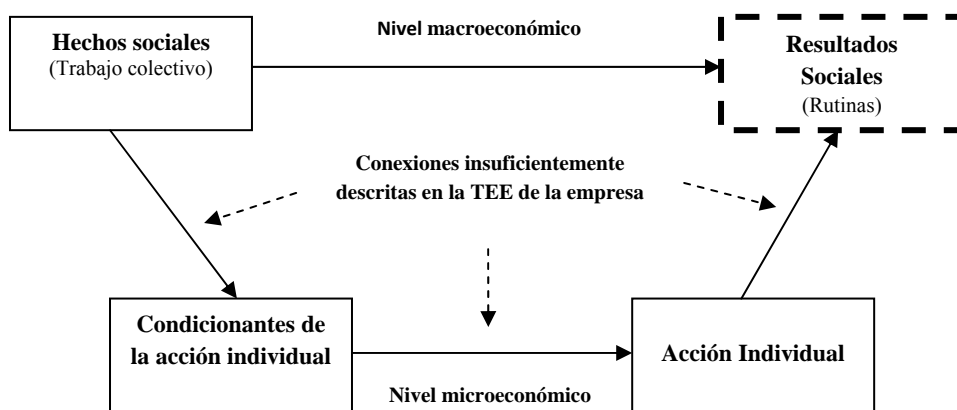 Hechos sociales
(Trabajo colectivo)
Nivel macroeconómico
Resultados
Sociales
(Rutinas)
Conexiones insuficientemente
descritas en la TEE de la empresa
Condicionantes de
la acción individual
Nivel microeconómico
Acción Individual